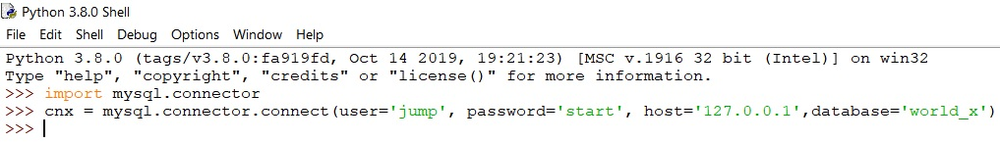 Python 3.8.0 Shell
File Edit Shell Debug Options Window Help
Python 3.8.0 (tags/v3.8.0:fa919fd, Oct 14 2019, 19:21:23) [MSC v.1916 32 bit (Intel)] on win32
Type "help", "copyright", "credits" or "license()" for more information.
>>> import mysql.connector
>>> cnx = mysql.connector.connect(user='jump', password='start', host='127.0.0.1',database='world_x')
>>>